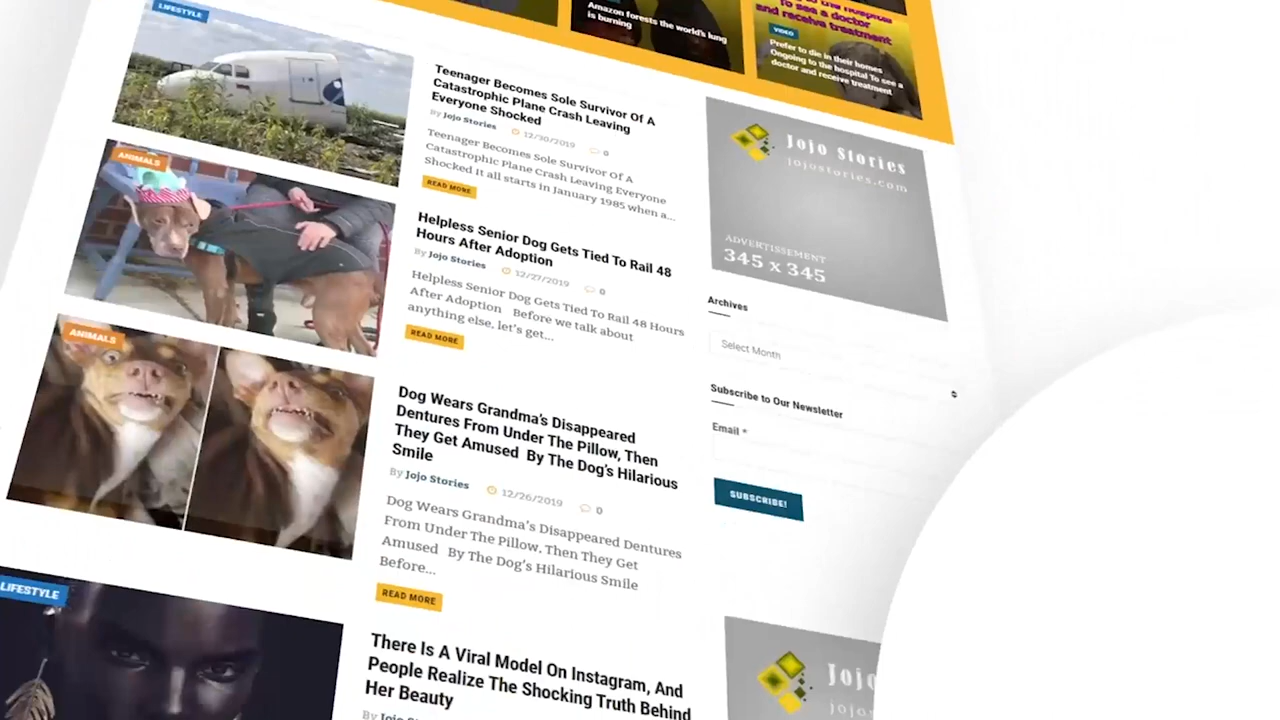 to the hospital
To see a doctor
and receive treatment
Amazon forests the world's lung
is burning
VIDEO
Prefer to die in their homes
Ongoing to the hospital To see a
doctor and receive treatment
LIFESTYLE
Teenager Becomes Sole Survivor Of A
Catastrophic Plane Crash Leaving
Everyone Shocked
By Jojo Stories 12/30/2019 0
Teenager Becomes Sole Survivor Of A
Catastrophic Plane Crash Leaving Everyone
Shocked It all starts in January 1985 when a...
READ MORE
ANIMALS
Helpless Senior Dog Gets Tied To Rail 48
Hours After Adoption
By Jojo Stories 12/27/2019 0
Helpless Senior Dog Gets Tied To Rail 48 Hours
After Adoption Before we talk about
anything else, let's get...
READ MORE
ANIMALS
Dog Wears Grandma's Disappeared
Dentures From Under The Pillow, Then
They Get Amused By The Dog's Hilarious
Smile
By Jojo Stories 12/26/2019 0
Dog Wears Grandma's Disappeared Dentures
From Under The Pillow, Then They Get
Amused By The Dog's Hilarious Smile
Before...
READ MORE
LIFESTYLE
There Is A Viral Model On Instagram, And
People Realize The Shocking Truth Behind
Her Beauty
By Jojo
Jojo Stories
jojostories.com
ADVERTISSEMENT
345 x 345
Archives
Select Month
Subscribe to Our Newsletter
Email *
SUBSCRIBE!
Jojo
jojos